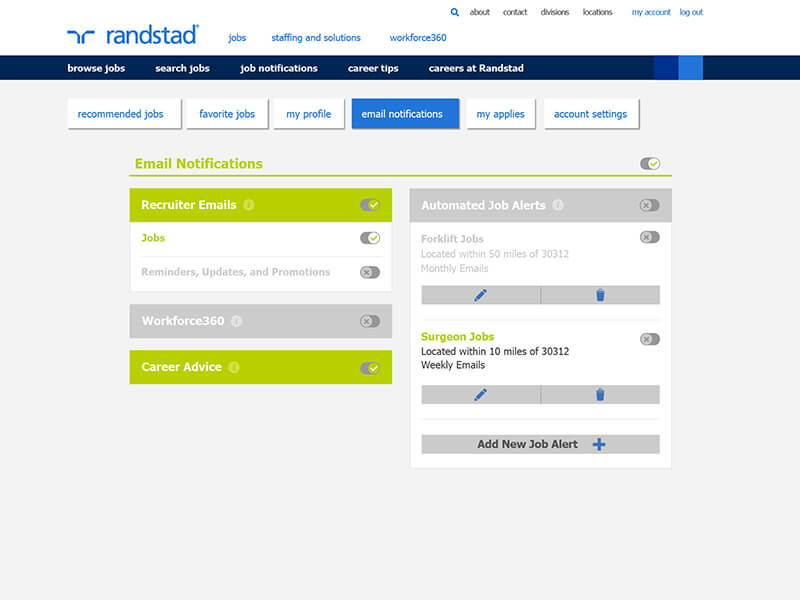 about contact divisions locations my account log out
randstad jobs staffing and solutions workforce360
browse jobs search jobs job notifications career tips careers at Randstad
recommended jobs favorite jobs my profile email notifications my applies account settings
Email Notifications
Recruiter Emails
Jobs
Reminders, Updates, and Promotions
Workforce360
Career Advice
Automated Job Alerts
Forklift Jobs
Located within 50 miles of 30312
Monthly Emails
Surgeon Jobs
Located within 10 miles of 30312
Weekly Emails
Add New Job Alert